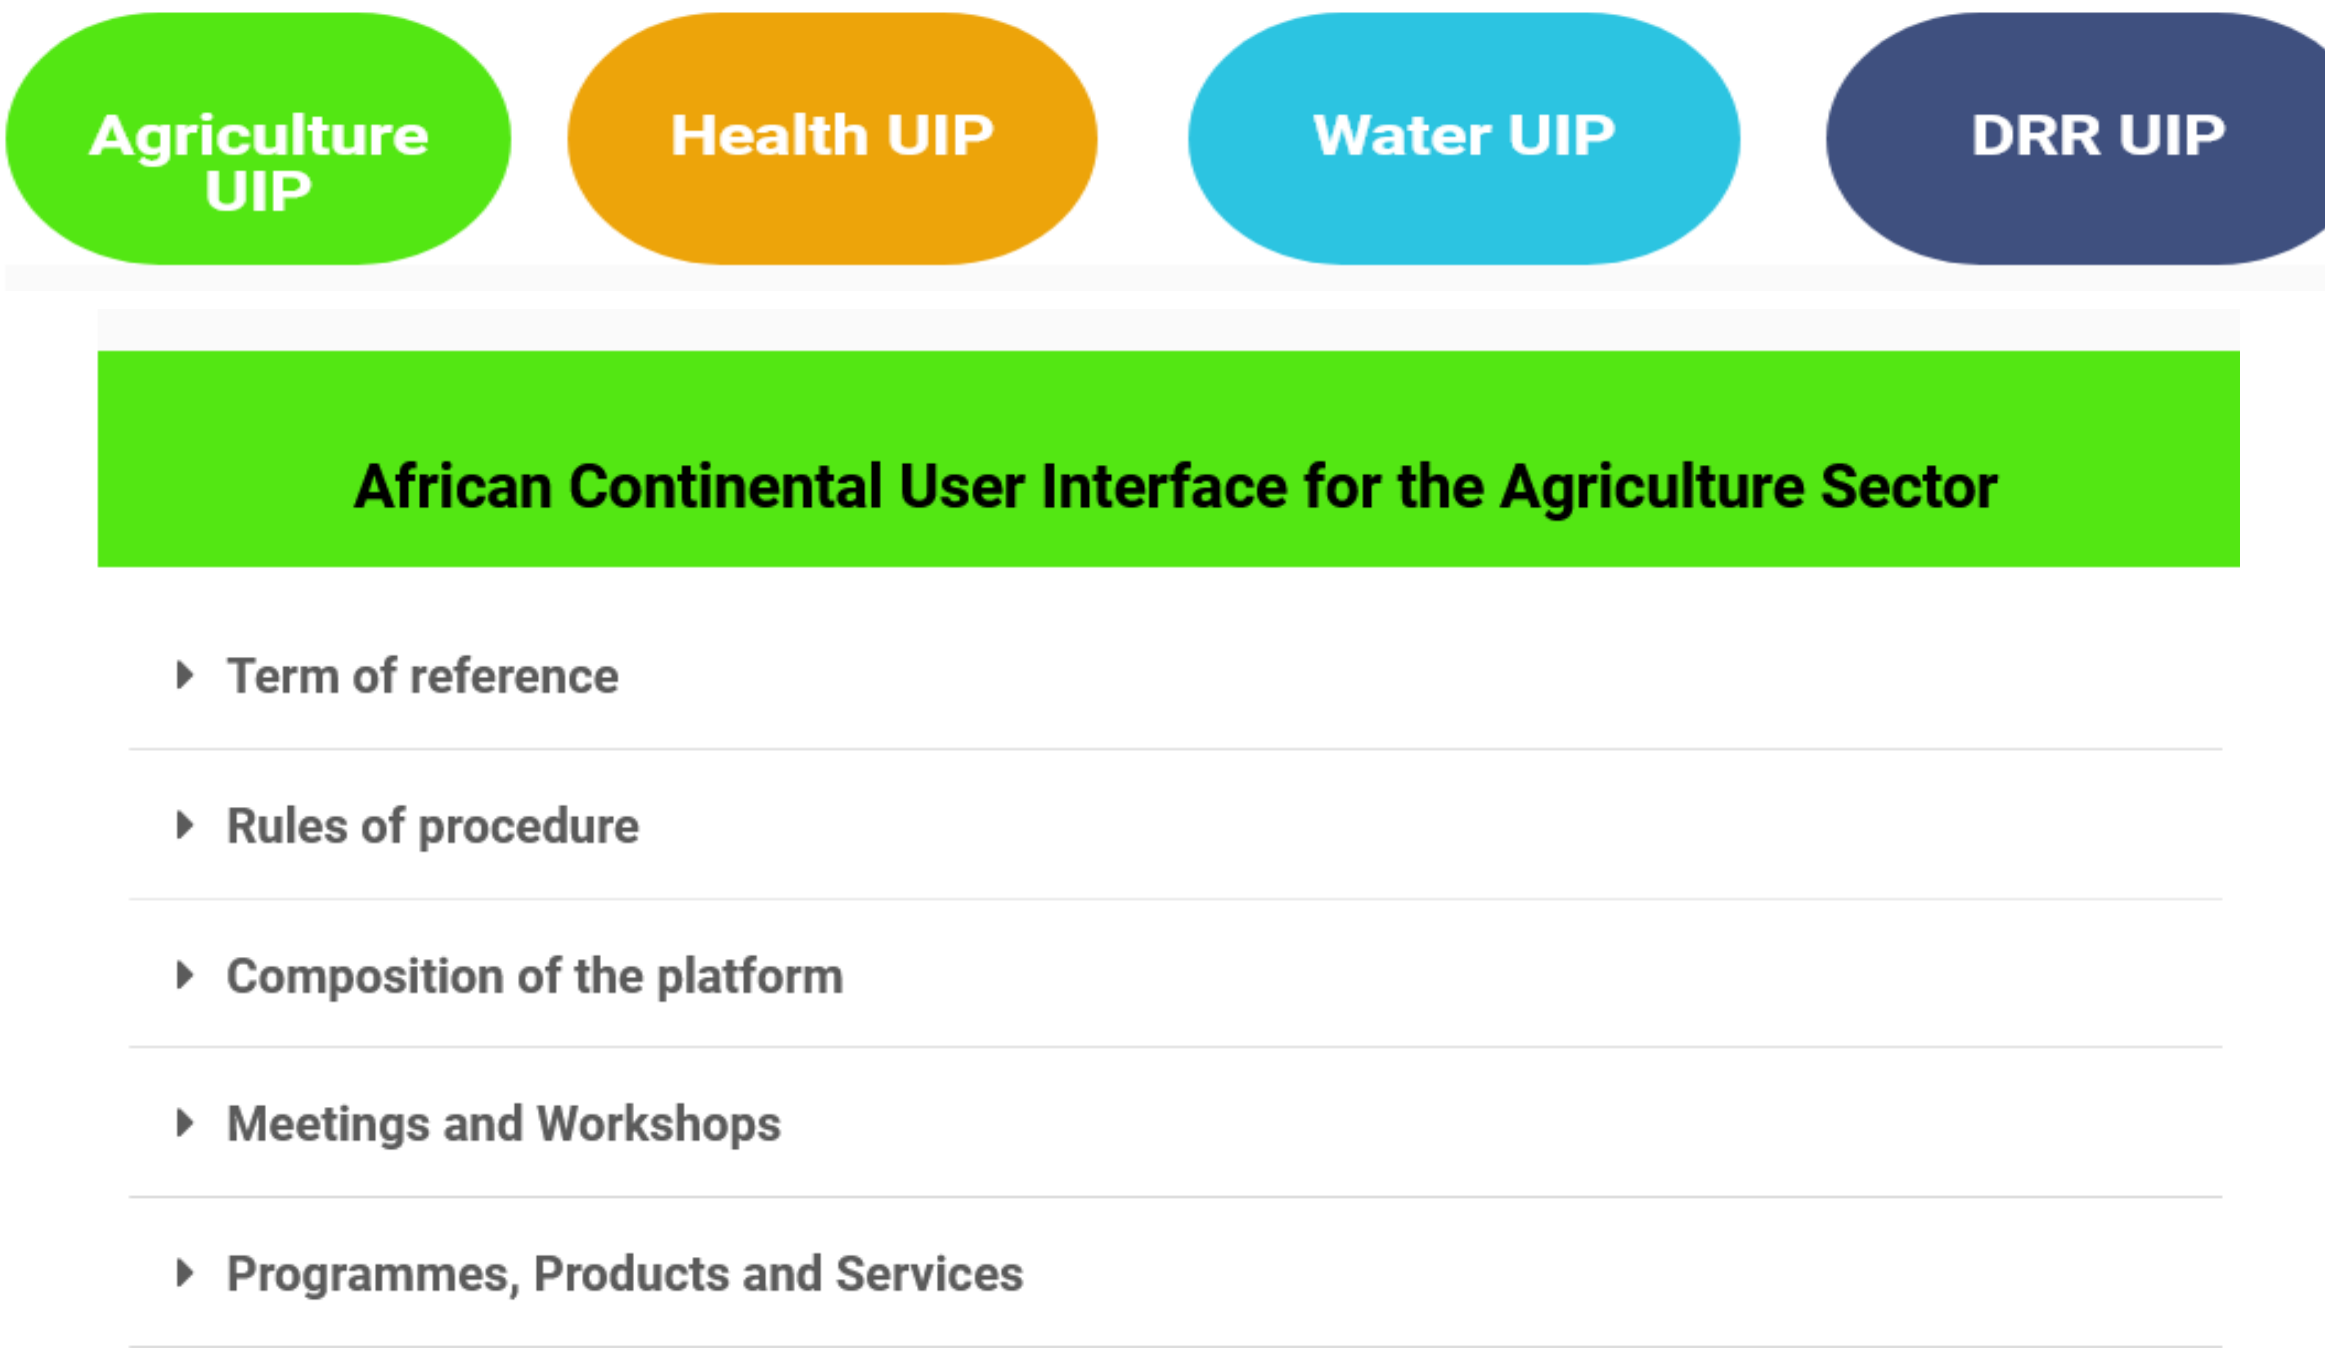 Agriculture
UIP
Health UIP
Water UIP
DRR UIP
African Continental User Interface for the Agriculture Sector
Term of reference
Rules of procedure
Composition of the platform
Meetings and Workshops
Programmes, Products and Services